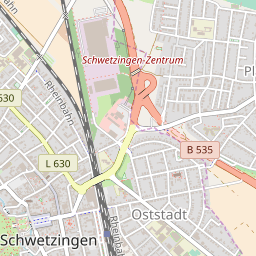 Schwetzingen-Zentrum
Pl
630
Rheinbahn
B 535
L 630
Oststadt
Schwetzingen
Rheinbahn